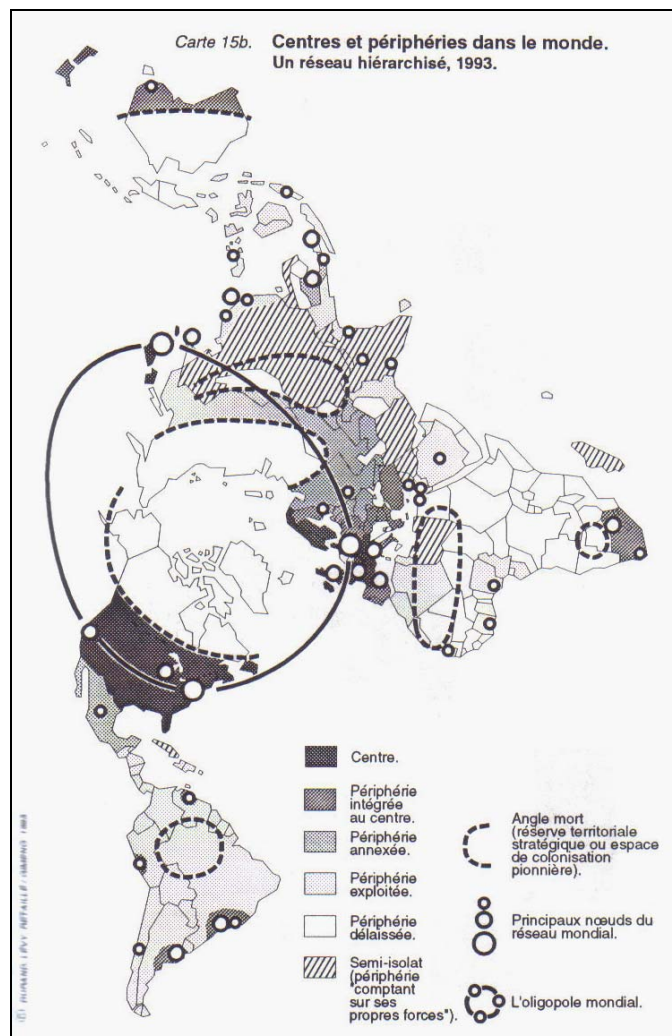 Carte 15b. Centres et périphéries dans le monde.
Un réseau hiérarchisé, 1993.
Centre.
Périphérie
intégrée
au centre.
Périphérie
annexée.
Périphérie
exploitée.
Périphérie
délaissée.
Semi-isolat
(périphérie
"comptant
sur ses
propres forces").
Angle mort
(réserve territoriale
stratégique ou espace
de colonisation
pionnière).
Principaux nœuds du
réseau mondial.
L'oligopole mondial.
LÉVY RETAILLÉ